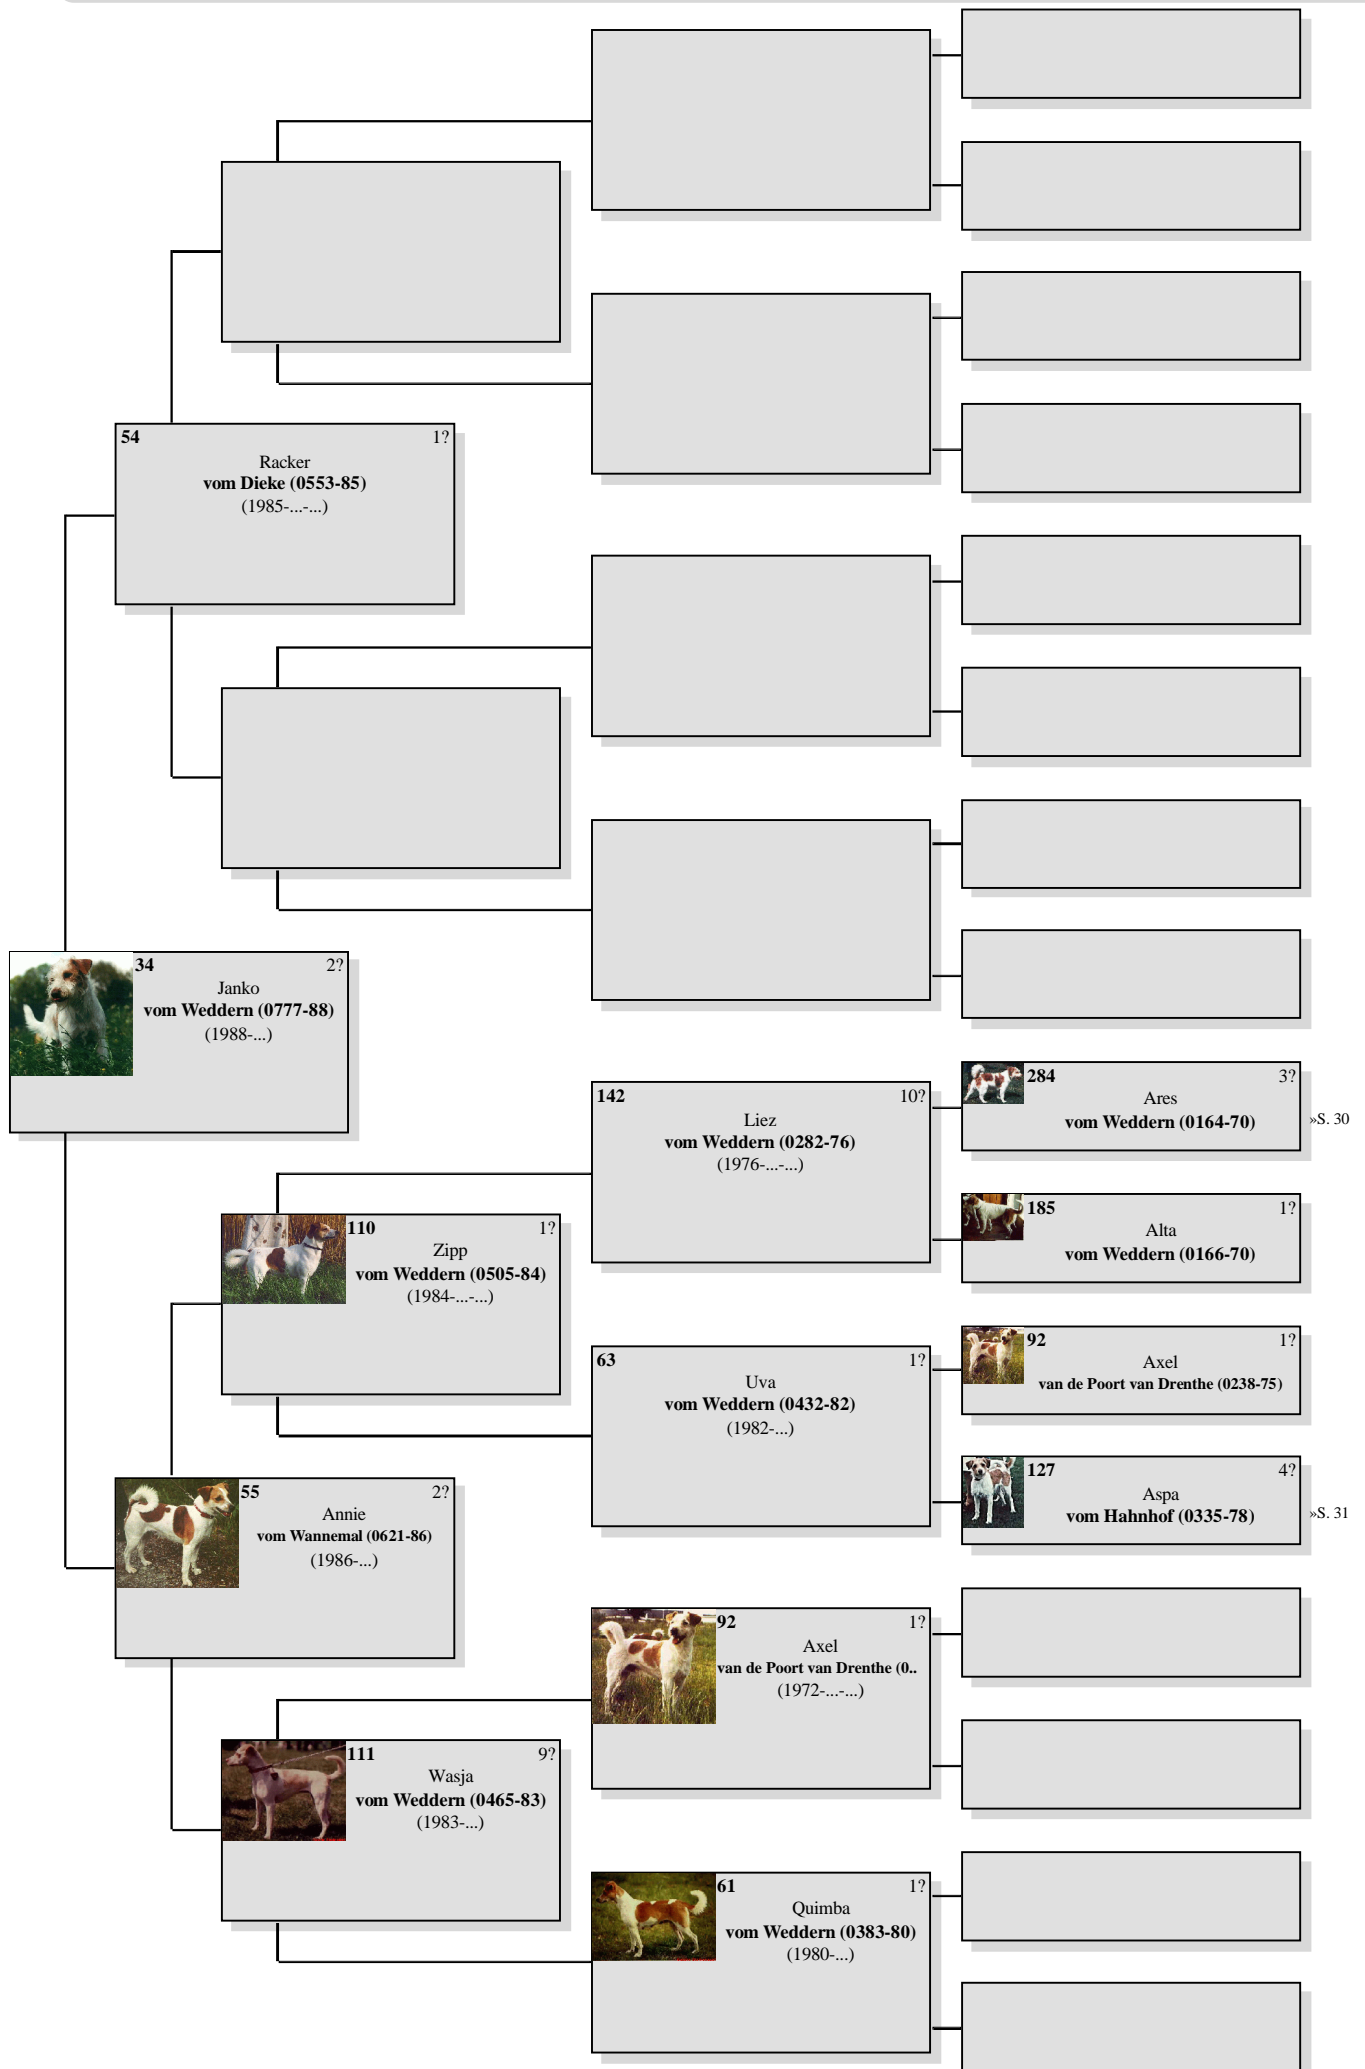 54 1?
Racker
vom Dieke (0553-85)
(1985-...-...)
34 2?
Janko
vom Weddern (0777-88)
(1988-...)
142 10?
Liez
vom Weddern (0282-76)
(1976-...-...)
284 3?
Ares
vom Weddern (0164-70)
»S. 30
185 1?
Alta
vom Weddern (0166-70)
110 1?
Zipp
vom Weddern (0505-84)
(1984-...-...)
63 1?
Uva
vom Weddern (0432-82)
(1982-...)
92 1?
Axel
van de Poort van Drenthe (0238-75)
127 4?
Aspa
vom Hahnhof (0335-78)
»S. 31
55 2?
Annie
vom Wannemal (0621-86)
(1986-...)
92 1?
Axel
van de Poort van Drenthe (0..
(1972-...-...)
111 9?
Wasja
vom Weddern (0465-83)
(1983-...)
61 1?
Quimba
vom Weddern (0383-80)
(1980-...)